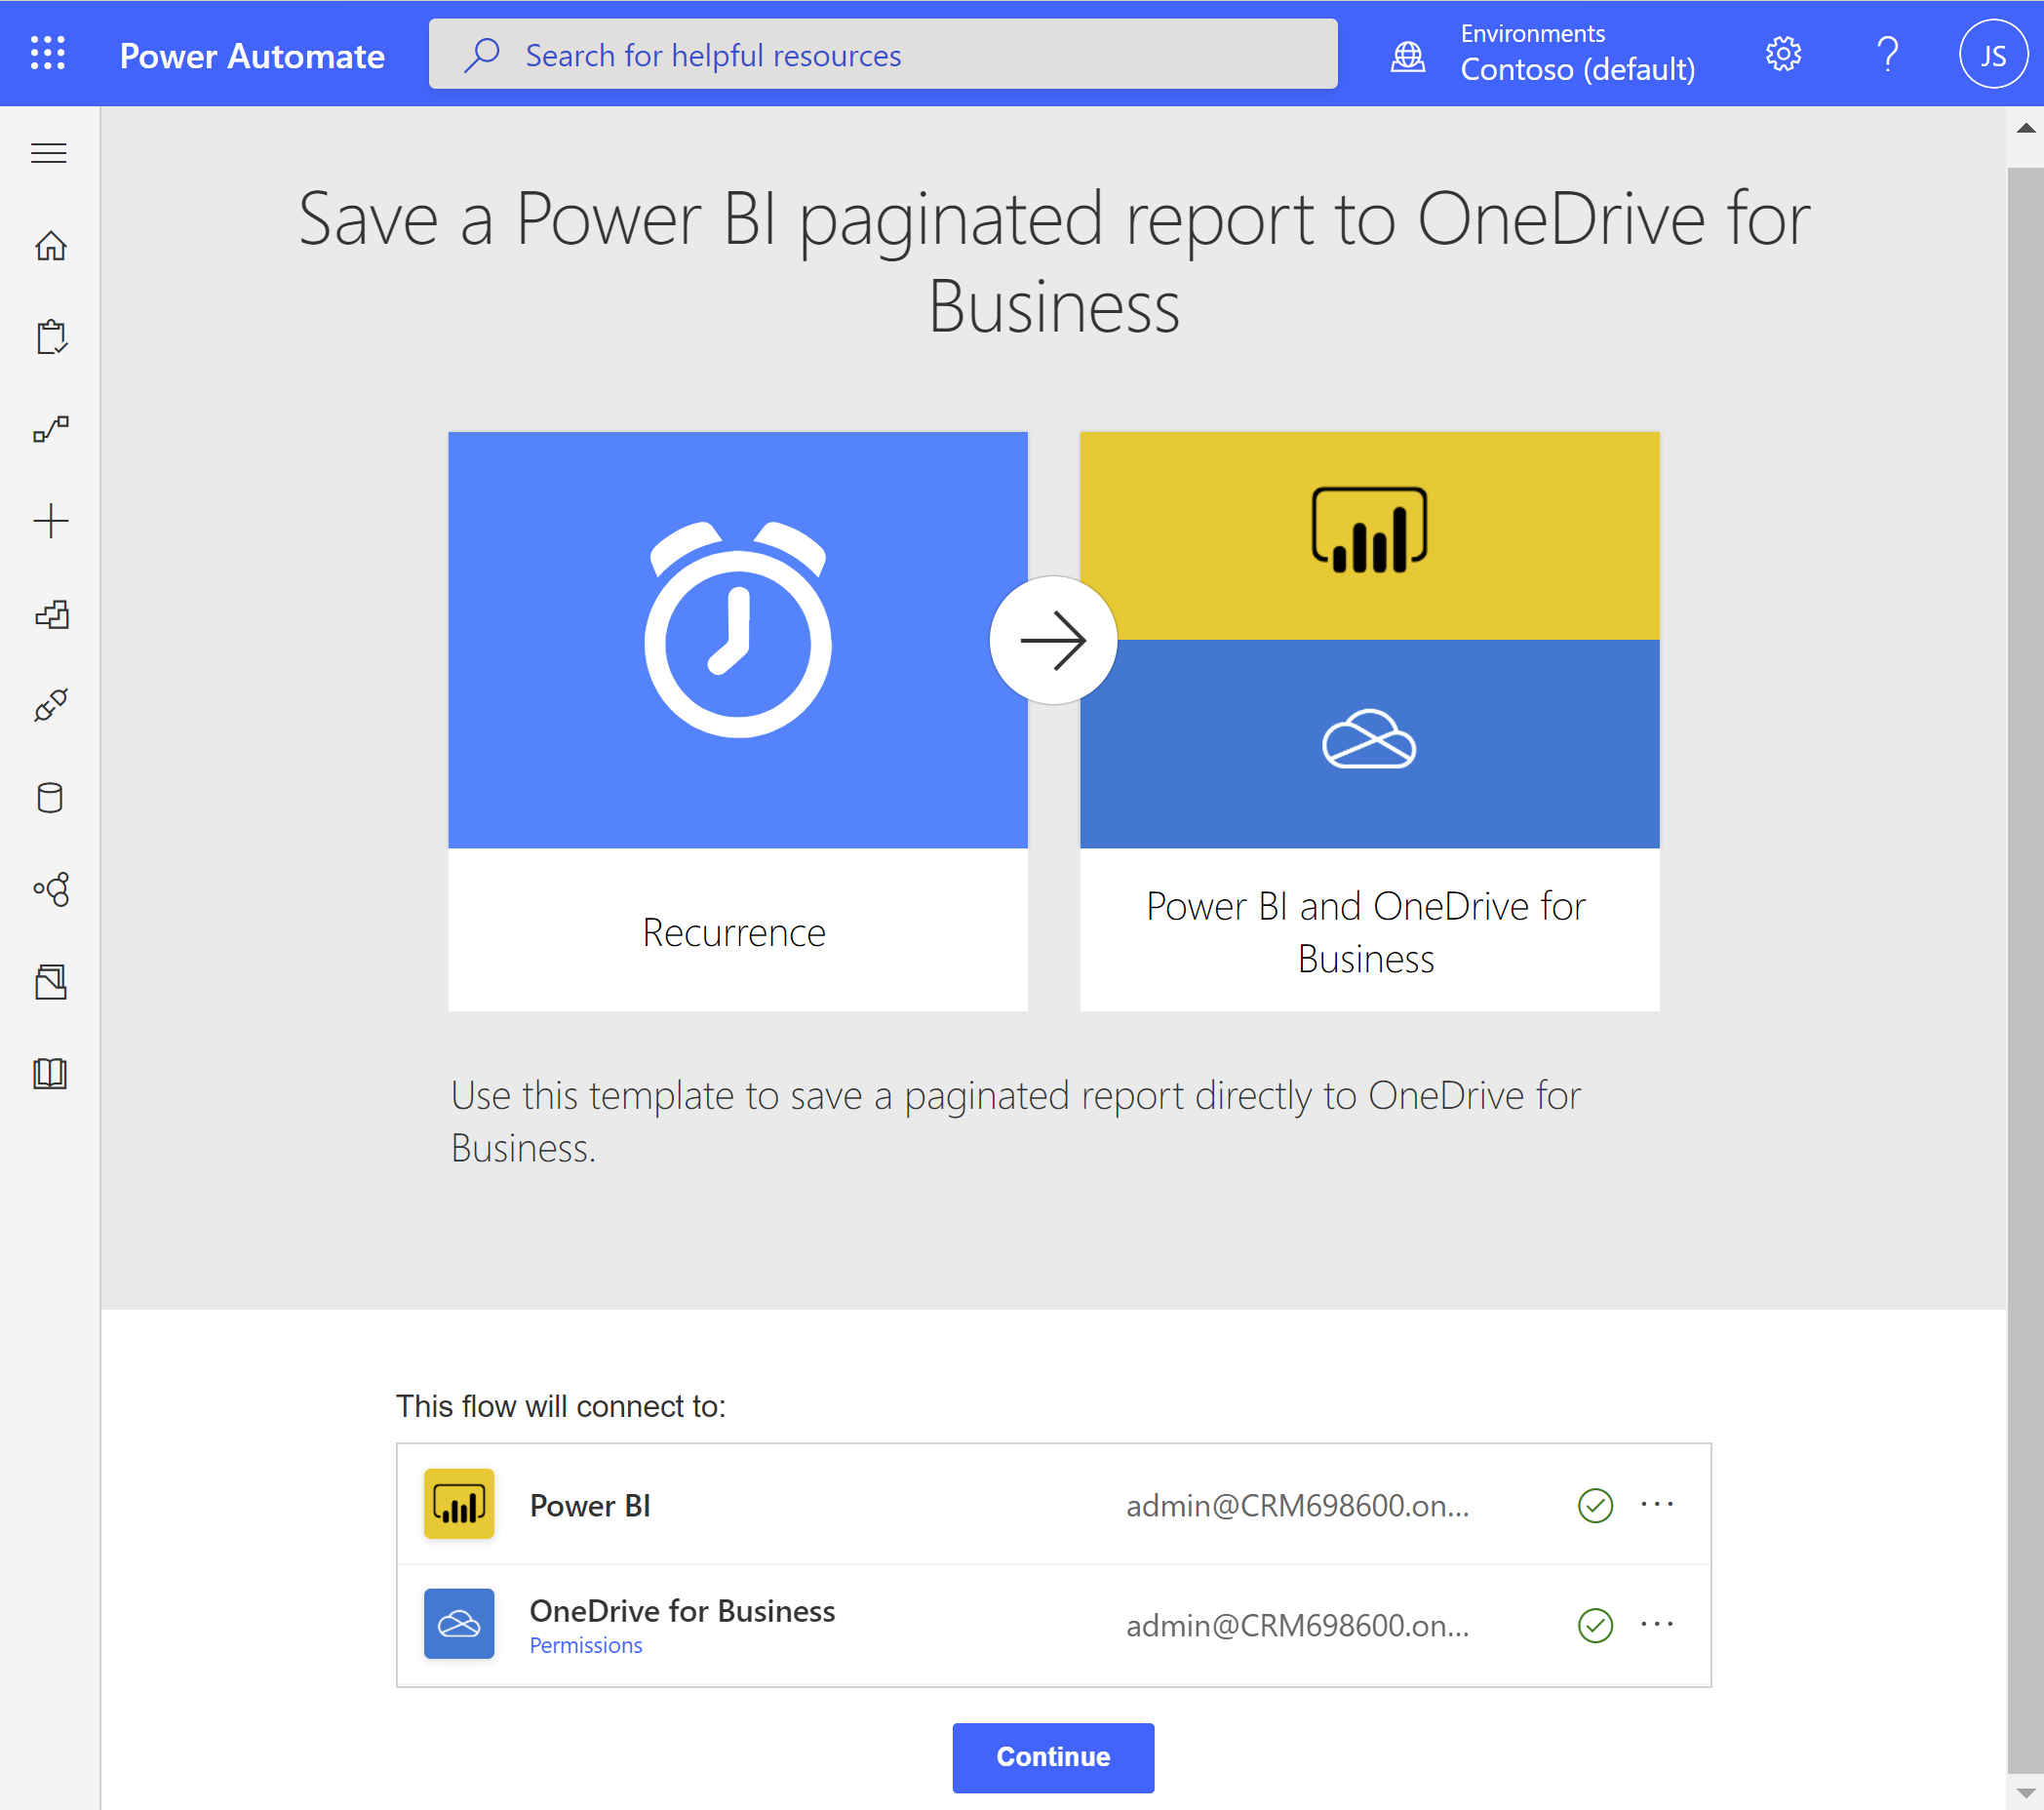 Power Automate
Search for helpful resources
Environments
Contoso (default)
?
JS
Save a Power BI paginated report to OneDrive for
Business
Recurrence
Power BI and OneDrive for
Business
Use this template to save a paginated report directly to OneDrive for
Business.
This flow will connect to:
Power BI
admin@CRM698600.on...
OneDrive for Business
Permissions
admin@CRM698600.on...
Continue